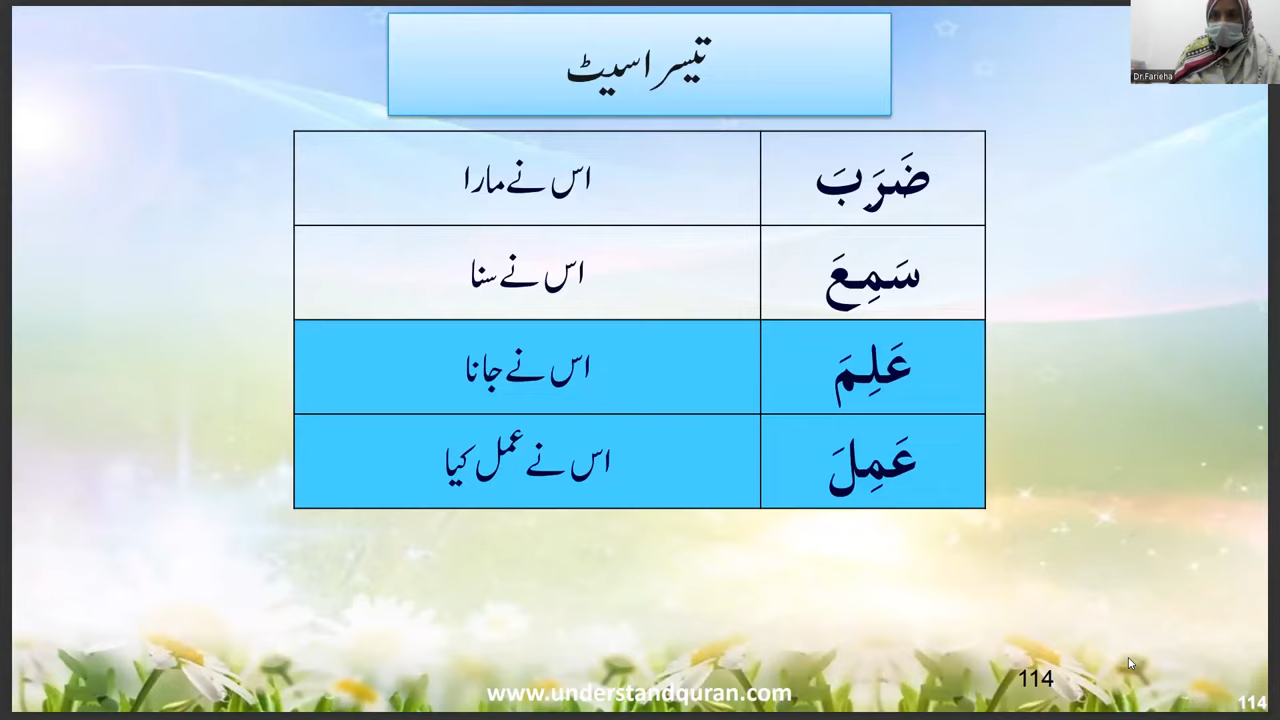 Dr.Farieha
تیسرا سیٹ
ضَرَبَ اس نے مارا
سَمِعَ اس نے سنا
عَلِمَ اس نے جانا
عَمِلَ اس نے عمل کیا
114
www.understandquran.com
114